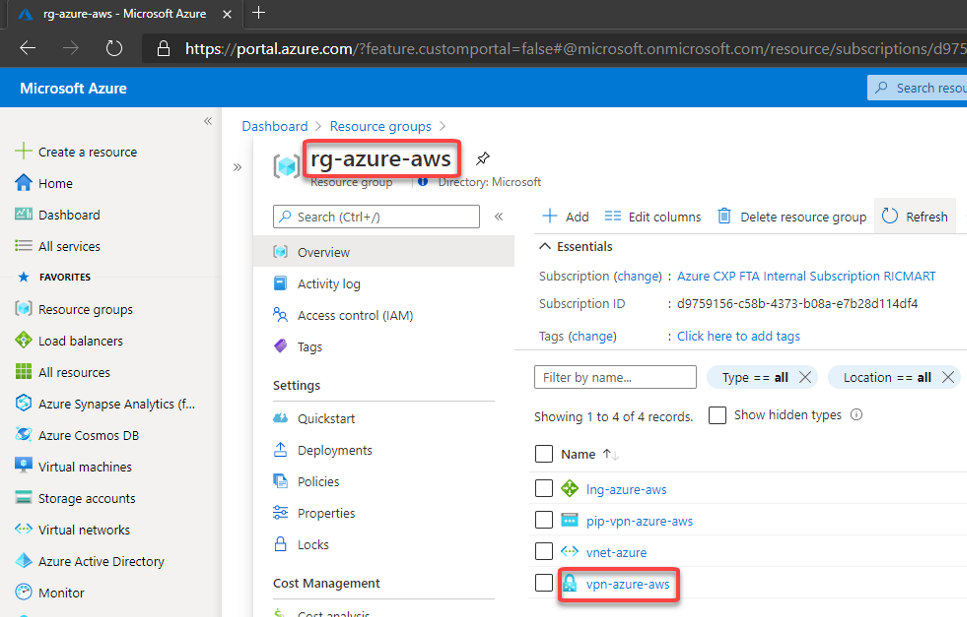 rg-azure-aws - Microsoft Azure
https://portal.azure.com/?feature.customportal=false#@microsoft.onmicrosoft.com/resource/subscriptions/d975
Microsoft Azure
Search resou
Create a resource
Home
Dashboard
All services
FAVORITES
Resource groups
Load balancers
All resources
Azure Synapse Analytics (f...
Azure Cosmos DB
Virtual machines
Storage accounts
Virtual networks
Azure Active Directory
Monitor
Dashboard > Resource groups >
rg-azure-aws
Resource group
Directory: Microsoft
Search (Ctrl+/)
Overview
Activity log
Access control (IAM)
Tags
Settings
Quickstart
Deployments
Policies
Properties
Locks
Cost Management
Cost analysis
Add
Edit columns
Delete resource group
Refresh
Essentials
Subscription (change) : Azure CXP FTA Internal Subscription RICMART
Subscription ID : d9759156-c58b-4373-b08a-e7b28d114df4
Tags (change) : Click here to add tags
Filter by name...
Type == all
Location == all
Showing 1 to 4 of 4 records.
Show hidden types
Name
lng-azure-aws
pip-vpn-azure-aws
vnet-azure
vpn-azure-aws